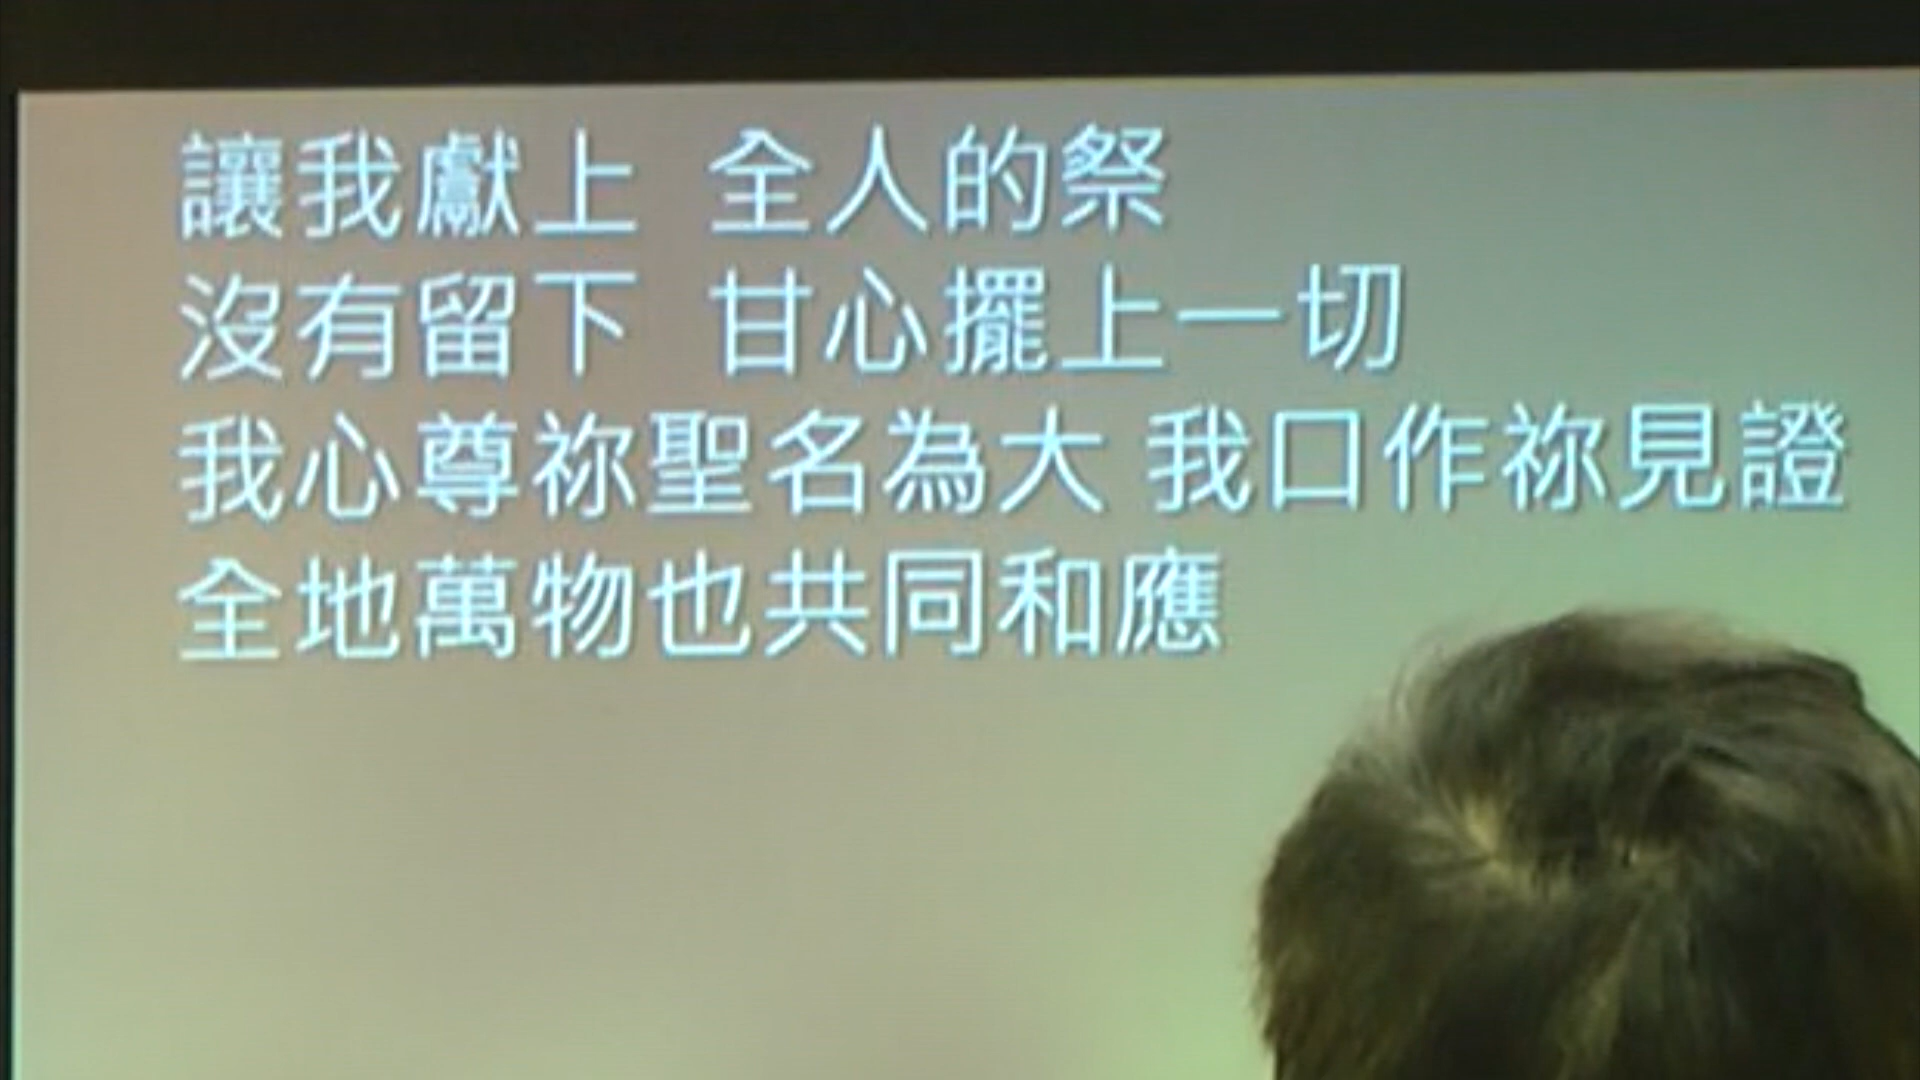 讓我獻上 全人的祭
沒有留下 甘心擺上一切
我心尊祢聖名為大 我口作祢見證
全地萬物也共同和應